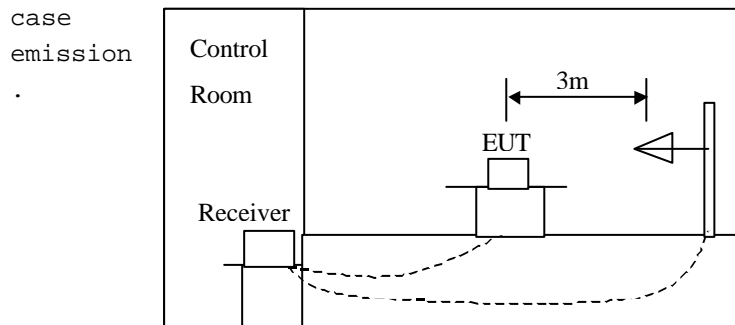 case
emission
.
Control
Room
3m
EUT
Receiver